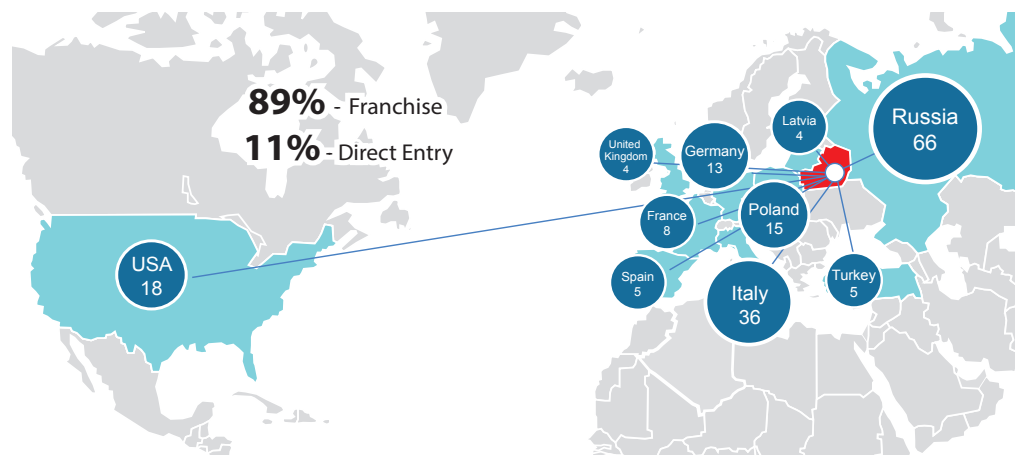 89% - Franchise
11% - Direct Entry
USA
18
United
Kingdom
4
Germany
13
Latvia
4
Russia
66
France
8
Poland
15
Spain
5
Italy
36
Turkey
5